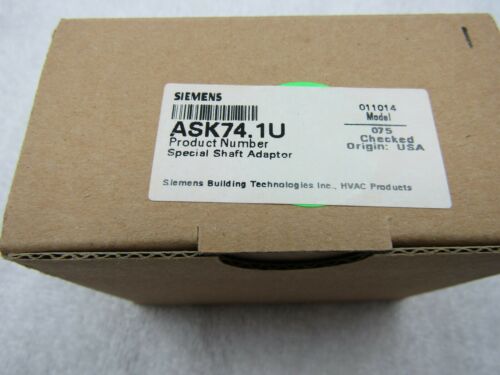 SIEMENS
ASK74.1U
Product Number
Special Shaft Adaptor
011014
Model
075
Checked
Origin: USA
Siemens Building Technologies Inc., HVAC Products